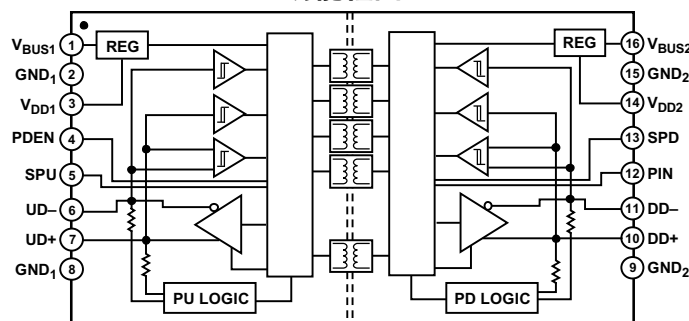 VBUS1 1 REG REG 16 VBUS2
GND1 2 15 GND2
VDD1 3 14 VDD2
PDEN 4 13 SPD
SPU 5 12 PIN
UD– 6 11 DD–
UD+ 7 10 DD+
GND1 8 9 GND2
PU LOGIC PD LOGIC